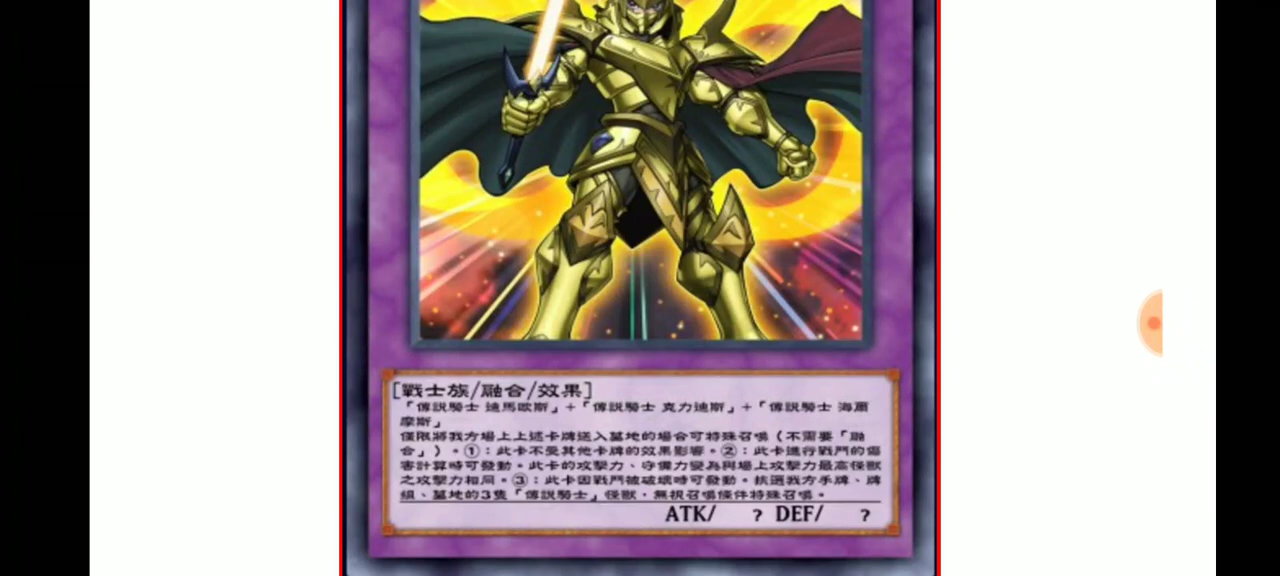 [戰士族/融合/效果]
「傳說騎士 迪馬歐斯」+「傳說騎士 克力迪斯」+「傳說騎士 海爾
摩斯」
僅限將我方場上上述卡牌送入墓地的場合可特殊召喚(不需要「融
合」)。①:此卡不受其他卡牌的效果影響。②:此卡進行戰鬥的傷
害計算時可發動。此卡的攻擊力、守備力變為與場上攻擊力最高怪獸
之攻擊力相同。③:此卡因戰鬥被破壞時可發動。挑選我方手牌、牌
組、墓地的3隻「傳說騎士」怪獸,無視召喚條件特殊召喚。
ATK/ ? DEF/ ?